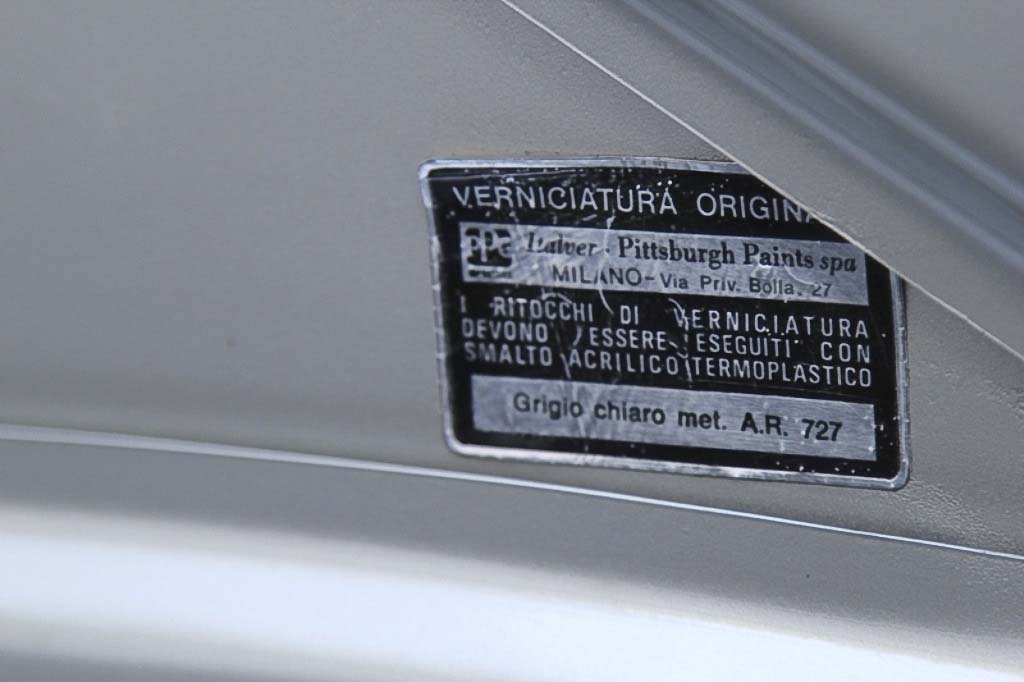 VERNICIATURA ORIGINA
PPG Italver - Pittsburgh Paints spa
MILANO - Via Priv. Bolla, 27
I RITOCCHI DI VERNICIATURA
DEVONO ESSERE ESEGUITI CON
SMALTO ACRILICO TERMOPLASTICO
Grigio chiaro met. A.R. 727